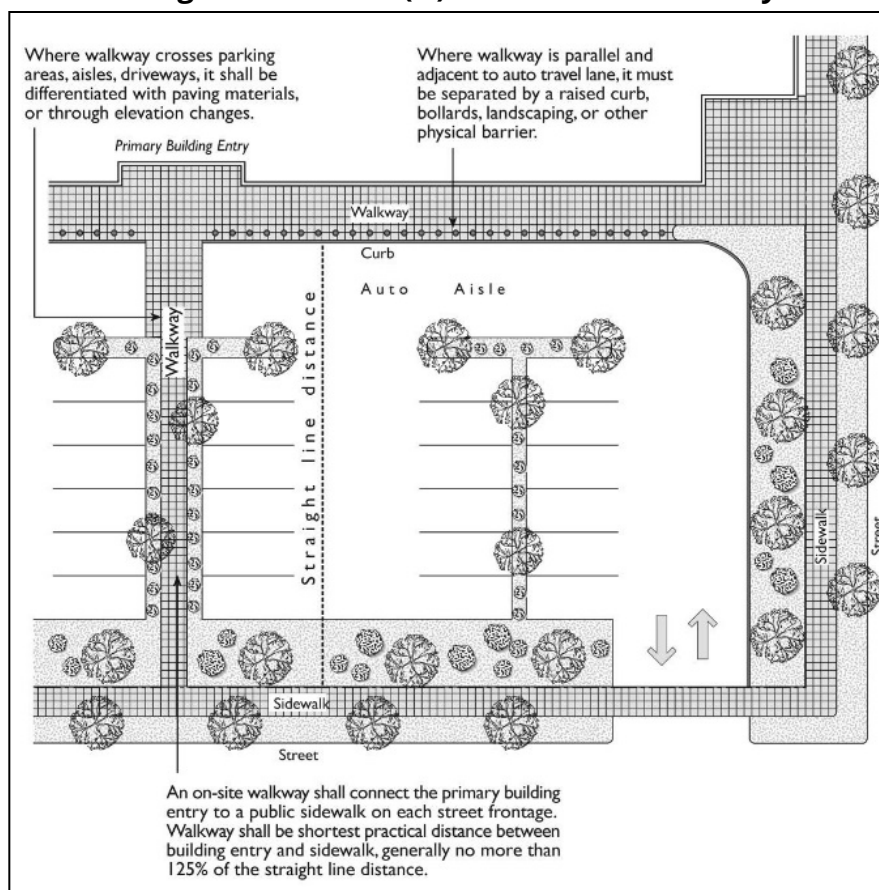 Where walkway crosses parking
areas, aisles, driveways, it shall be
differentiated with paving materials,
or through elevation changes.
Where walkway is parallel and
adjacent to auto travel lane, it must
be separated by a raised curb,
bollards, landscaping, or other
physical barrier.
Primary Building Entry
Walkway
Curb
Auto Aisle
Walkway
Straight line distance
Sidewalk
Street
Sidewalk
Street
An on-site walkway shall connect the primary building
entry to a public sidewalk on each street frontage.
Walkway shall be shortest practical distance between
building entry and sidewalk, generally no more than
125% of the straight line distance.